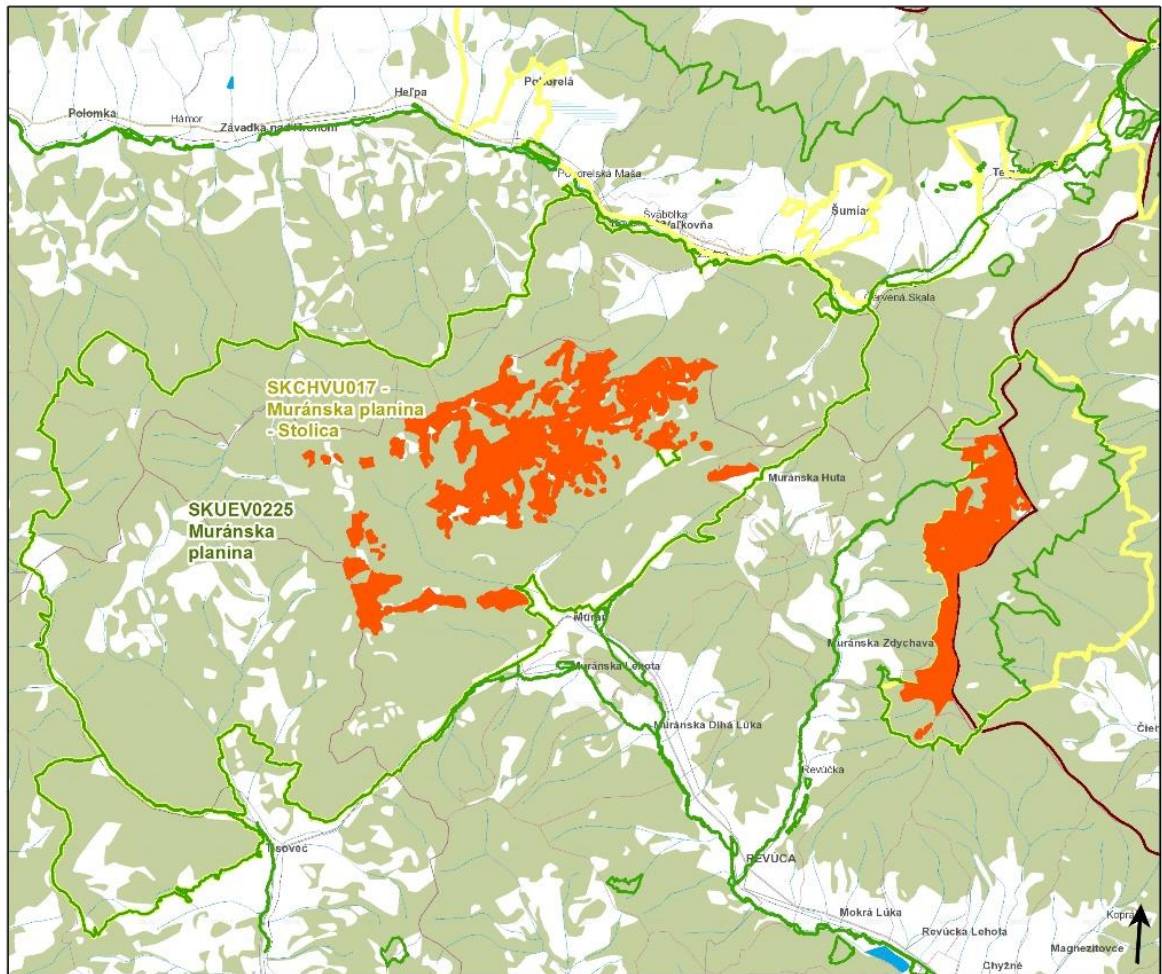 Pohorelá
Heľpa
Polomka
Hámor
Závadka nad Hronom
Pohorelská Maša
Švábolka
Šumia
Červená Skala
SKCHVU017 -
Muránska planina
- Stolica
Muránska Huta
SKUEV0225
Muránska
planina
Muráň
Muránska Zdychava
Muránska Lehota
Muránska Dlhá Lúka
Revúčka
Tisovec
REVÚCA
Mokrá Lúka
Revúcka Lehota
Magnezitovce
Chyžné